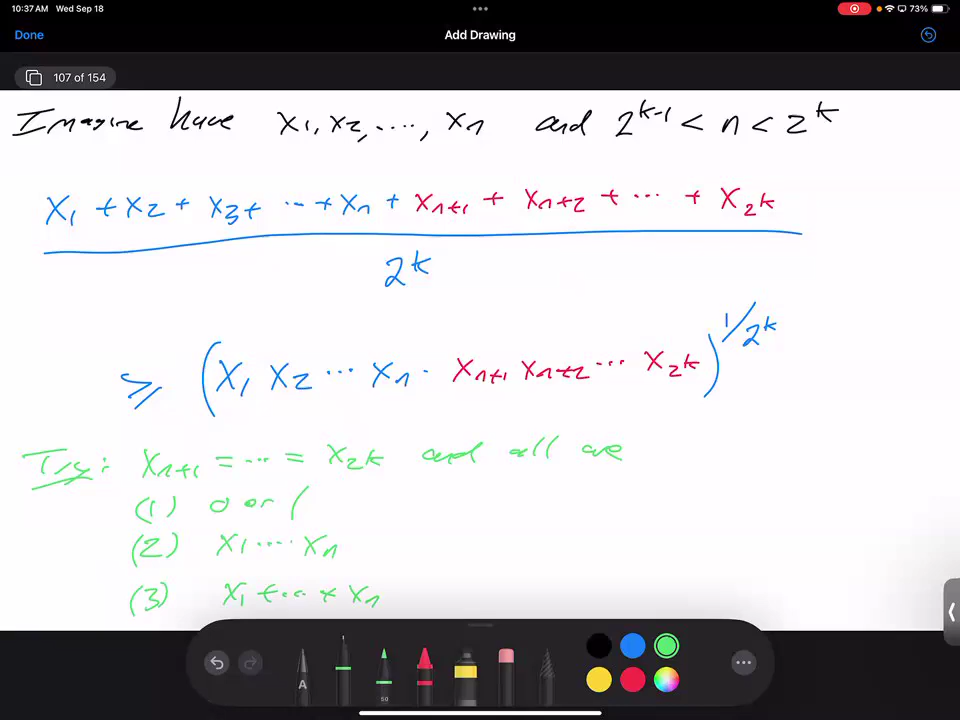 10:37 AM Wed Sep 18 73%
Done Add Drawing
107 of 154
Imagine have x1, x2, ...., xn and 2^k-1 < n < 2^k
x1 + x2 + x3 + ... + xn + xn+1 + xn+2 + ... + x2k
2^k
≥ (x1 x2 ... xn · xn+1 xn+2 ... x2k)^1/2^k
Try: xn+1 = ... = x2k and all are
(1) 0 or 1
(2) x1 .... xn
(3) x1 + ... + xn
A
50